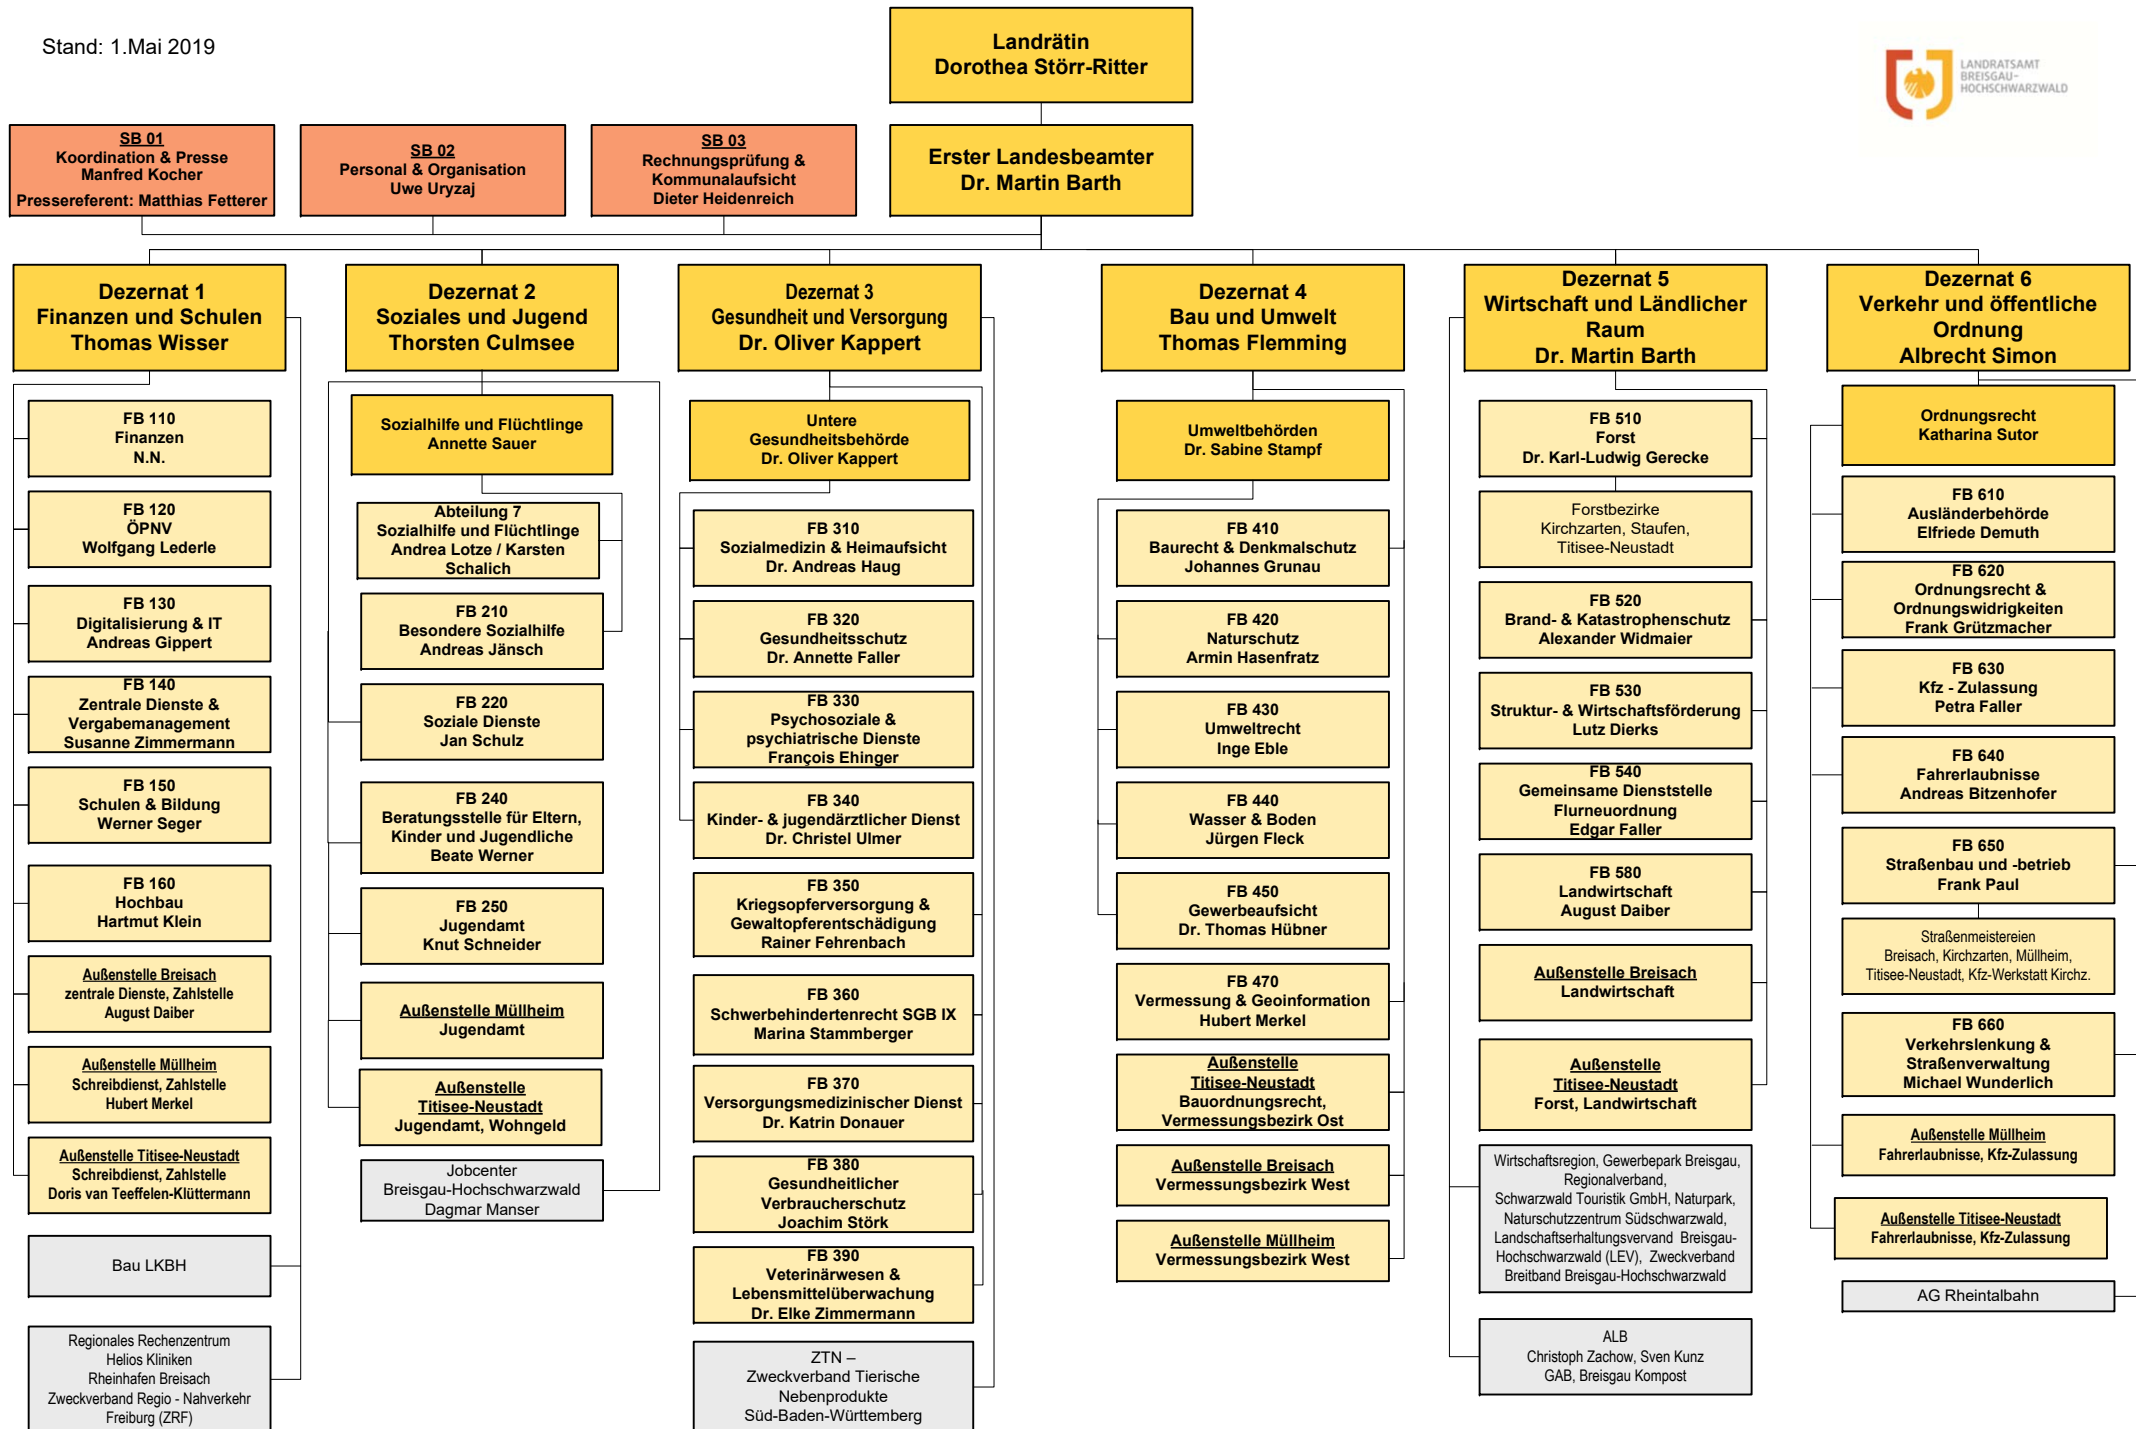 Stand: 1.Mai 2019
Landrätin
Dorothea Störr-Ritter
LANDRATSAMT
BREISGAU-
HOCHSCHWARZWALD
SB 01
Koordination & Presse
Manfred Kocher
Pressereferent: Matthias Fetterer
SB 02
Personal & Organisation
Uwe Uryzaj
SB 03
Rechnungsprüfung &
Kommunalaufsicht
Dieter Heidenreich
Erster Landesbeamter
Dr. Martin Barth
Dezernat 1
Finanzen und Schulen
Thomas Wisser
FB 110
Finanzen
N.N.
FB 120
ÖPNV
Wolfgang Lederle
FB 130
Digitalisierung & IT
Andreas Gippert
FB 140
Zentrale Dienste &
Vergabemanagement
Susanne Zimmermann
FB 150
Schulen & Bildung
Werner Seger
FB 160
Hochbau
Hartmut Klein
Außenstelle Breisach
zentrale Dienste, Zahlstelle
August Daiber
Außenstelle Müllheim
Schreibdienst, Zahlstelle
Hubert Merkel
Außenstelle Titisee-Neustadt
Schreibdienst, Zahlstelle
Doris van Teeffelen-Klüttermann
Bau LKBH
Regionales Rechenzentrum
Helios Kliniken
Rheinhafen Breisach
Zweckverband Regio - Nahverkehr
Freiburg (ZRF)
Dezernat 2
Soziales und Jugend
Thorsten Culmsee
Sozialhilfe und Flüchtlinge
Annette Sauer
Abteilung 7
Sozialhilfe und Flüchtlinge
Andrea Lotze / Karsten
Schalich
FB 210
Besondere Sozialhilfe
Andreas Jänsch
FB 220
Soziale Dienste
Jan Schulz
FB 240
Beratungsstelle für Eltern,
Kinder und Jugendliche
Beate Werner
FB 250
Jugendamt
Knut Schneider
Außenstelle Müllheim
Jugendamt
Außenstelle
Titisee-Neustadt
Jugendamt, Wohngeld
Jobcenter
Breisgau-Hochschwarzwald
Dagmar Manser
Dezernat 3
Gesundheit und Versorgung
Dr. Oliver Kappert
Untere
Gesundheitsbehörde
Dr. Oliver Kappert
FB 310
Sozialmedizin & Heimaufsicht
Dr. Andreas Haug
FB 320
Gesundheitsschutz
Dr. Annette Faller
FB 330
Psychosoziale &
psychiatrische Dienste
François Ehinger
FB 340
Kinder- & jugendärztlicher Dienst
Dr. Christel Ulmer
FB 350
Kriegsopferversorgung &
Gewaltopferentschädigung
Rainer Fehrenbach
FB 360
Schwerbehindertenrecht SGB IX
Marina Stammberger
FB 370
Versorgungsmedizinischer Dienst
Dr. Katrin Donauer
FB 380
Gesundheitlicher
Verbraucherschutz
Joachim Störk
FB 390
Veterinärwesen &
Lebensmittelüberwachung
Dr. Elke Zimmermann
ZTN –
Zweckverband Tierische
Nebenprodukte
Süd-Baden-Württemberg
Dezernat 4
Bau und Umwelt
Thomas Flemming
Umweltbehörden
Dr. Sabine Stampf
FB 410
Baurecht & Denkmalschutz
Johannes Grunau
FB 420
Naturschutz
Armin Hasenfratz
FB 430
Umweltrecht
Inge Eble
FB 440
Wasser & Boden
Jürgen Fleck
FB 450
Gewerbeaufsicht
Dr. Thomas Hübner
FB 470
Vermessung & Geoinformation
Hubert Merkel
Außenstelle
Titisee-Neustadt
Bauordnungsrecht,
Vermessungsbezirk Ost
Außenstelle Breisach
Vermessungsbezirk West
Außenstelle Müllheim
Vermessungsbezirk West
Dezernat 5
Wirtschaft und Ländlicher
Raum
Dr. Martin Barth
FB 510
Forst
Dr. Karl-Ludwig Gerecke
Forstbezirke
Kirchzarten, Staufen,
Titisee-Neustadt
FB 520
Brand- & Katastrophenschutz
Alexander Widmaier
FB 530
Struktur- & Wirtschaftsförderung
Lutz Dierks
FB 540
Gemeinsame Dienststelle
Flurneuordnung
Edgar Faller
FB 580
Landwirtschaft
August Daiber
Außenstelle Breisach
Landwirtschaft
Außenstelle
Titisee-Neustadt
Forst, Landwirtschaft
Wirtschaftsregion, Gewerbepark Breisgau,
Regionalverband,
Schwarzwald Touristik GmbH, Naturpark,
Naturschutzzentrum Südschwarzwald,
Landschaftserhaltungsvervand Breisgau-
Hochschwarzwald (LEV), Zweckverband
Breitband Breisgau-Hochschwarzwald
ALB
Christoph Zachow, Sven Kunz
GAB, Breisgau Kompost
Dezernat 6
Verkehr und öffentliche
Ordnung
Albrecht Simon
Ordnungsrecht
Katharina Sutor
FB 610
Ausländerbehörde
Elfriede Demuth
FB 620
Ordnungsrecht &
Ordnungswidrigkeiten
Frank Grützmacher
FB 630
Kfz - Zulassung
Petra Faller
FB 640
Fahrerlaubnisse
Andreas Bitzenhofer
FB 650
Straßenbau und -betrieb
Frank Paul
Straßenmeistereien
Breisach, Kirchzarten, Müllheim,
Titisee-Neustadt, Kfz-Werkstatt Kirchz.
FB 660
Verkehrslenkung &
Straßenverwaltung
Michael Wunderlich
Außenstelle Müllheim
Fahrerlaubnisse, Kfz-Zulassung
Außenstelle Titisee-Neustadt
Fahrerlaubnisse, Kfz-Zulassung
AG Rheintalbahn